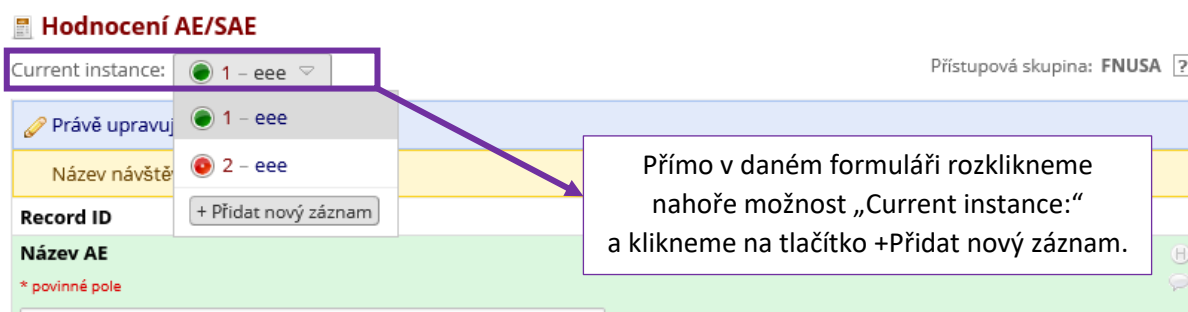 Hodnocení AE/SAE
Current instance: 1 – eee
Přístupová skupina: FNUSA ?
1 – eee
Právě upravuj
2 – eee
Název návště
+ Přidat nový záznam
Record ID
Název AE
* povinné pole
H
Přímo v daném formuláři rozklikneme
nahoře možnost „Current instance:“
a klikneme na tlačítko +Přidat nový záznam.